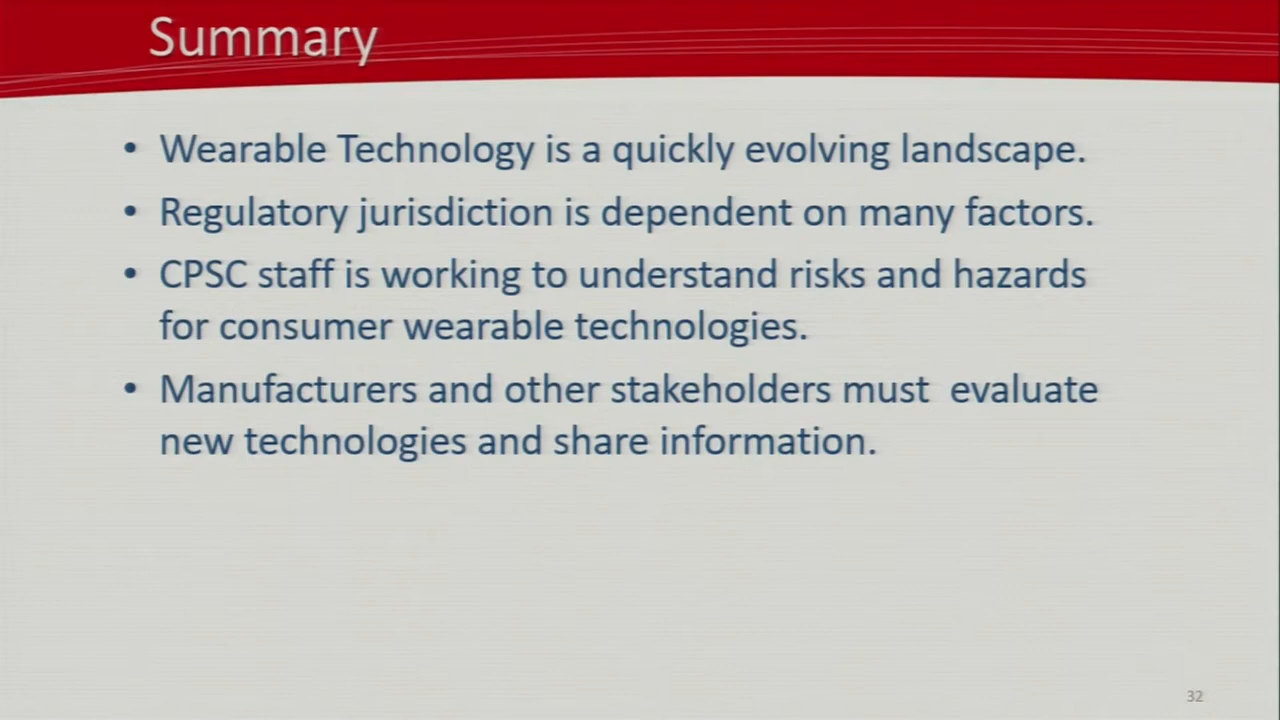 Summary
• Wearable Technology is a quickly evolving landscape.
• Regulatory jurisdiction is dependent on many factors.
• CPSC staff is working to understand risks and hazards
for consumer wearable technologies.
• Manufacturers and other stakeholders must  evaluate
new technologies and share information.
32